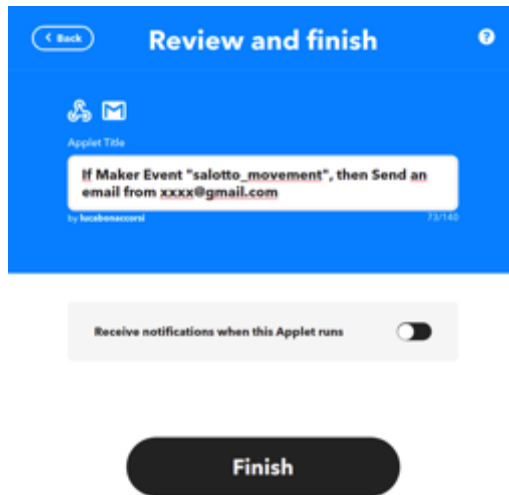 Back
Review and finish
?
Applet Title
If Maker Event "salotto_movement", then Send an
email from xxxx@gmail.com
by lucabonaccorsi
73/140
Receive notifications when this Applet runs
Finish